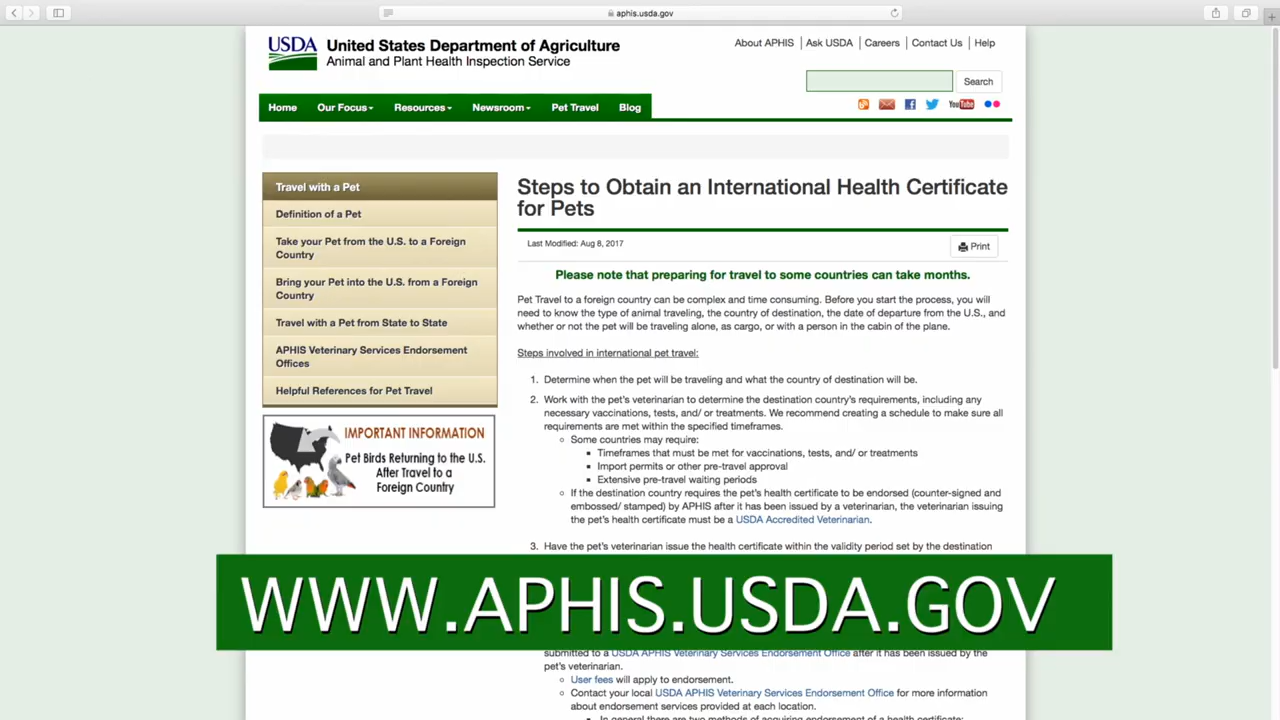 aphis.usda.gov
USDA
United States Department of Agriculture
Animal and Plant Health Inspection Service
About APHIS
Ask USDA
Careers
Contact Us
Help
Search
Home
Our Focus
Resources
Newsroom
Pet Travel
Blog
You Tube
Travel with a Pet
Definition of a Pet
Take your Pet from the U.S. to a Foreign
Country
Bring your Pet into the U.S. from a Foreign
Country
Travel with a Pet from State to State
APHIS Veterinary Services Endorsement
Offices
Helpful References for Pet Travel
IMPORTANT INFORMATION
Pet Birds Returning to the U.S.
After Travel to a
Foreign Country
Steps to Obtain an International Health Certificate
for Pets
Last Modified: Aug 8, 2017
Print
Please note that preparing for travel to some countries can take months.
Pet Travel to a foreign country can be complex and time consuming. Before you start the process, you will
need to know the type of animal traveling, the country of destination, the date of departure from the U.S., and
whether or not the pet will be traveling alone, as cargo, or with a person in the cabin of the plane.
Steps involved in international pet travel:
1. Determine when the pet will be traveling and what the country of destination will be.
2. Work with the pet's veterinarian to determine the destination country's requirements, including any
necessary vaccinations, tests, and/ or treatments. We recommend creating a schedule to make sure all
requirements are met within the specified timeframes.
Some countries may require:
Timeframes that must be met for vaccinations, tests, and/ or treatments
Import permits or other pre-travel approval
Extensive pre-travel waiting periods
If the destination country requires the pet's health certificate to be endorsed (counter-signed and
embossed/ stamped) by APHIS after it has been issued by a veterinarian, the veterinarian issuing
the pet's health certificate must be a USDA Accredited Veterinarian.
3. Have the pet's veterinarian issue the health certificate within the validity period set by the destination
WWW.APHIS.USDA.GOV
submitted to a USDA APHIS Veterinary Services Endorsement Office after it has been issued by the
pet's veterinarian.
User fees will apply to endorsement.
Contact your local USDA APHIS Veterinary Services Endorsement Office for more information
about endorsement services provided at each location.
In general there are two methods of acquiring endorsement of a health certificate: